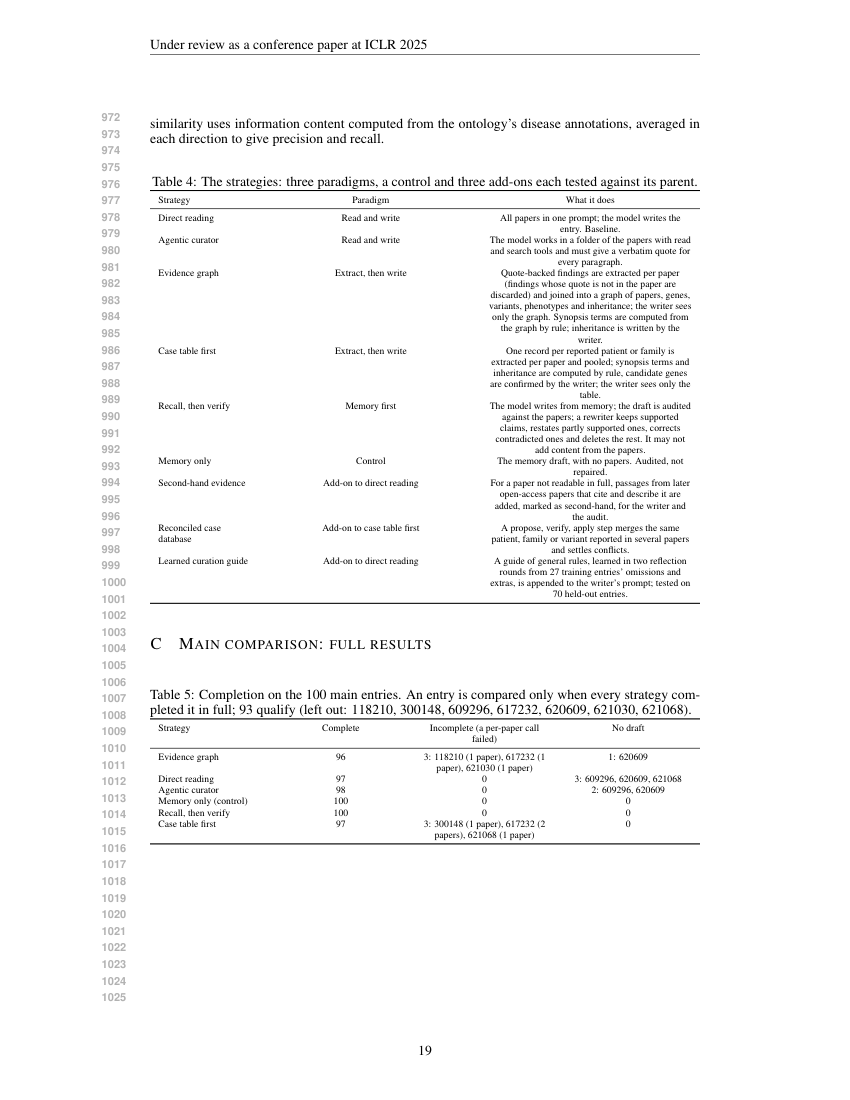 Under review as a conference paper at ICLR 2025
972
973
974
975
976
977
978
979
980
981
982
983
984
985
986
987
988
989
990
991
992
993
994
995
996
997
998
999
1000
1001
1002
1003
1004
1005
1006
1007
1008
1009
1010
1011
1012
1013
1014
1015
1016
1017
1018
1019
1020
1021
1022
1023
1024
1025
similarity uses information content computed from the ontology's disease annotations, averaged in
each direction to give precision and recall.
Table 4: The strategies: three paradigms, a control and three add-ons each tested against its parent.
Strategy Paradigm What it does
Direct reading Read and write All papers in one prompt; the model writes the
entry. Baseline.
Agentic curator Read and write The model works in a folder of the papers with read
and search tools and must give a verbatim quote for
every paragraph.
Evidence graph Extract, then write Quote-backed findings are extracted per paper
(findings whose quote is not in the paper are
discarded) and joined into a graph of papers, genes,
variants, phenotypes and inheritance; the writer sees
only the graph. Synopsis terms are computed from
the graph by rule; inheritance is written by the
writer.
Case table first Extract, then write One record per reported patient or family is
extracted per paper and pooled; synopsis terms and
inheritance are computed by rule, candidate genes
are confirmed by the writer; the writer sees only the
table.
Recall, then verify Memory first The model writes from memory; the draft is audited
against the papers; a rewriter keeps supported
claims, restates partly supported ones, corrects
contradicted ones and deletes the rest. It may not
add content from the papers.
Memory only Control The memory draft, with no papers. Audited, not
repaired.
Second-hand evidence Add-on to direct reading For a paper not readable in full, passages from later
open-access papers that cite and describe it are
added, marked as second-hand, for the writer and
the audit.
Reconciled case Add-on to case table first A propose, verify, apply step merges the same
database patient, family or variant reported in several papers
and settles conflicts.
Learned curation guide Add-on to direct reading A guide of general rules, learned in two reflection
rounds from 27 training entries' omissions and
extras, is appended to the writer's prompt; tested on
70 held-out entries.
C MAIN COMPARISON: FULL RESULTS
Table 5: Completion on the 100 main entries. An entry is compared only when every strategy com-
pleted it in full; 93 qualify (left out: 118210, 300148, 609296, 617232, 620609, 621030, 621068).
Strategy Complete Incomplete (a per-paper call No draft
failed)
Evidence graph 96 3: 118210 (1 paper), 617232 (1 1: 620609
paper), 621030 (1 paper)
Direct reading 97 0 3: 609296, 620609, 621068
Agentic curator 98 0 2: 609296, 620609
Memory only (control) 100 0 0
Recall, then verify 100 0 0
Case table first 97 3: 300148 (1 paper), 617232 (2 0
papers), 621068 (1 paper)
19